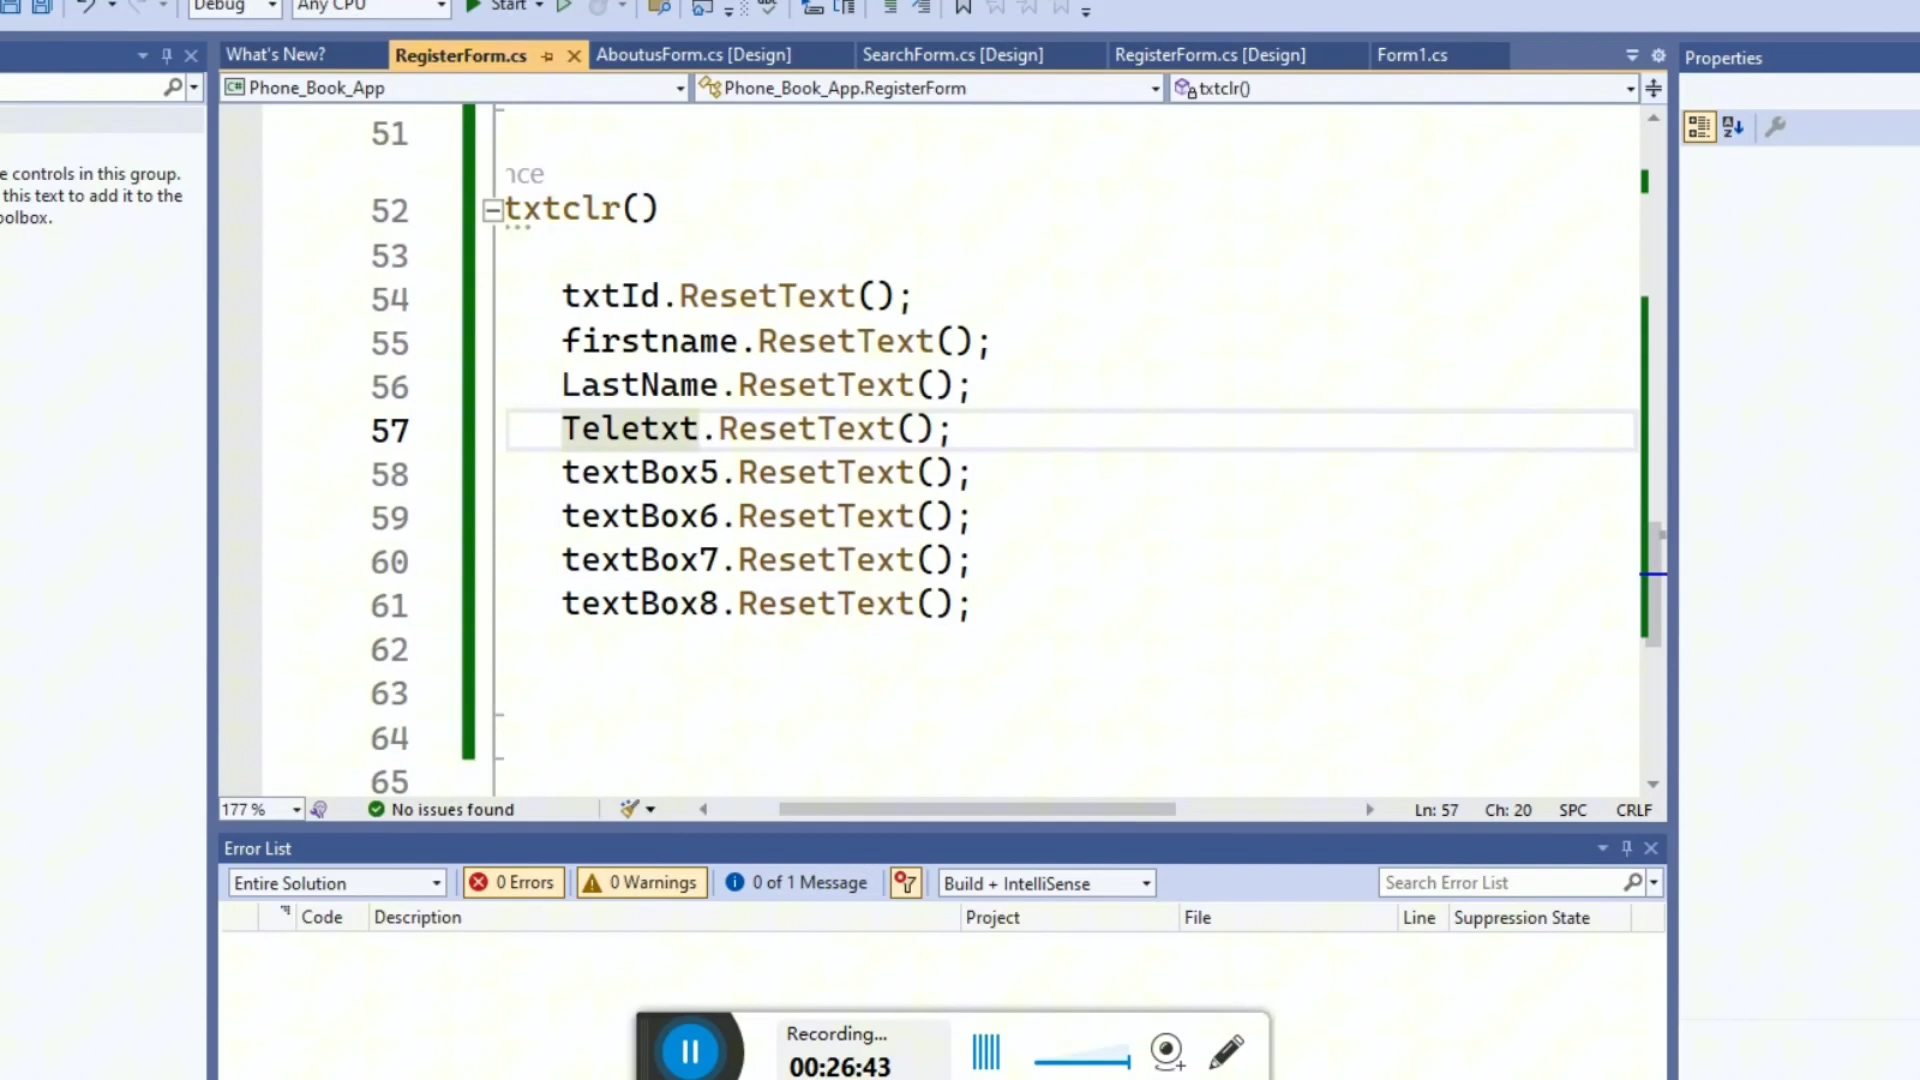 Debug
Any CPU
Start
What's New?
RegisterForm.cs
AboutusForm.cs [Design]
SearchForm.cs [Design]
RegisterForm.cs [Design]
Form1.cs
Properties
Phone_Book_App
Phone_Book_App.RegisterForm
txtclr()
e controls in this group.
this text to add it to the
oolbox.
51
nce
52 txtclr()
53
54 txtId.ResetText();
55 firstname.ResetText();
56 LastName.ResetText();
57 Teletxt.ResetText();
58 textBox5.ResetText();
59 textBox6.ResetText();
60 textBox7.ResetText();
61 textBox8.ResetText();
62
63
64
65
177 %
No issues found
Ln: 57 Ch: 20 SPC CRLF
Error List
Entire Solution
0 Errors
0 Warnings
0 of 1 Message
Build + IntelliSense
Search Error List
Code Description Project File Line Suppression State
Recording...
00:26:43